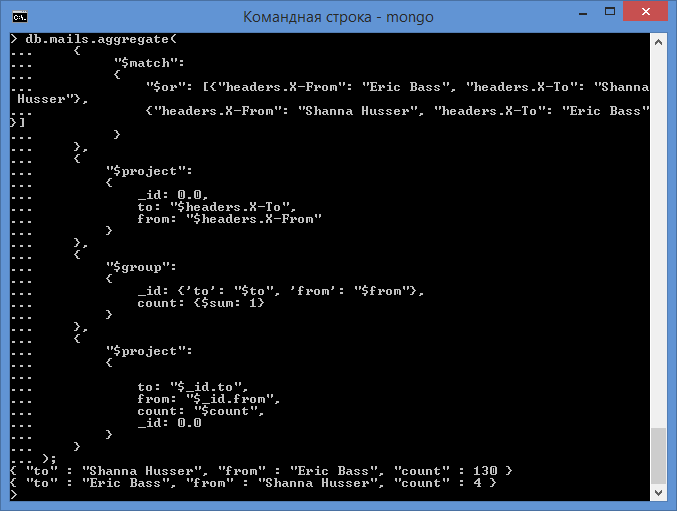 Командная строка - mongo
> db.mails.aggregate(
...     {
...          "$match":
...          {
...              "$or": [{"headers.X-From": "Eric Bass", "headers.X-To": "Shanna
 Husser"},
...              {"headers.X-From": "Shanna Husser", "headers.X-To": "Eric Bass"
}]
...          }
...     },
...     {
...         "$project":
...         {
...             _id: 0.0,
...             to: "$headers.X-To",
...             from: "$headers.X-From"
...         }
...     },
...     {
...         "$group":
...         {
...             _id: {'to': "$to", 'from': "$from"},
...             count: {$sum: 1}
...         }
...     },
...     {
...         "$project":
...         {
...
...             to: "$_id.to",
...             from: "$_id.from",
...             count: "$count",
...             _id: 0.0
...         }
...     }
... );
{ "to" : "Shanna Husser", "from" : "Eric Bass", "count" : 130 }
{ "to" : "Eric Bass", "from" : "Shanna Husser", "count" : 4 }
>